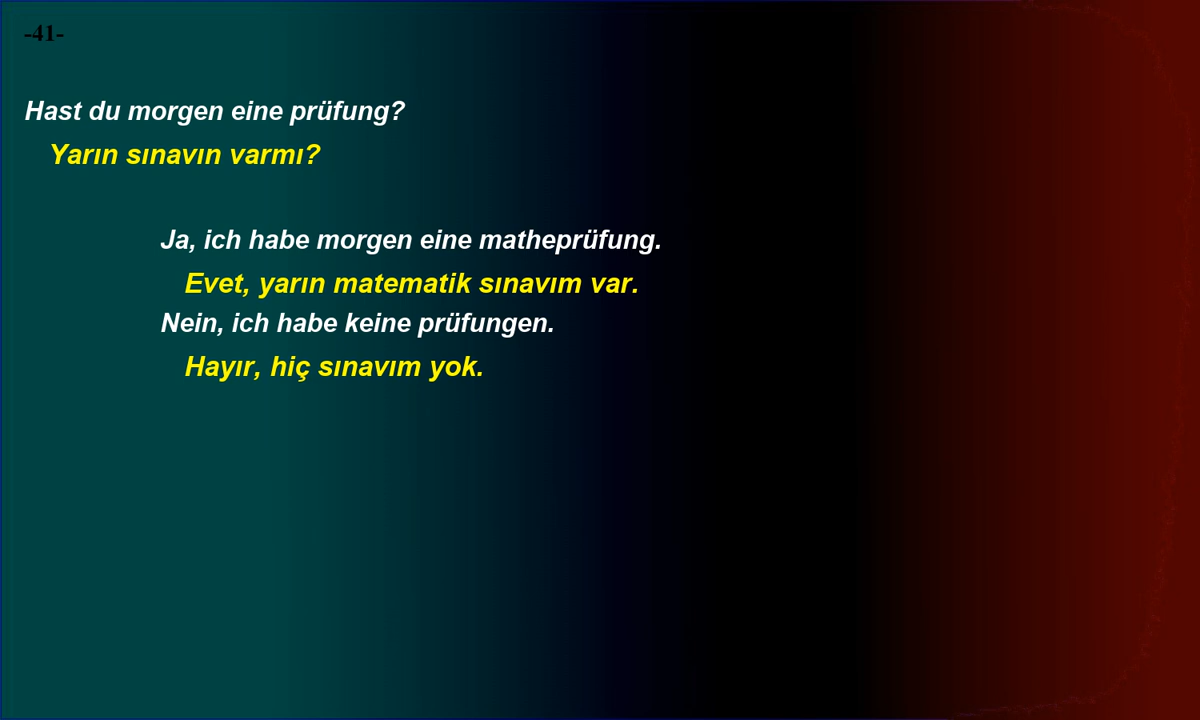 -41-
Hast du morgen eine prüfung?
Yarın sınavın varmı?
Ja, ich habe morgen eine matheprüfung.
Evet, yarın matematik sınavım var.
Nein, ich habe keine prüfungen.
Hayır, hiç sınavım yok.